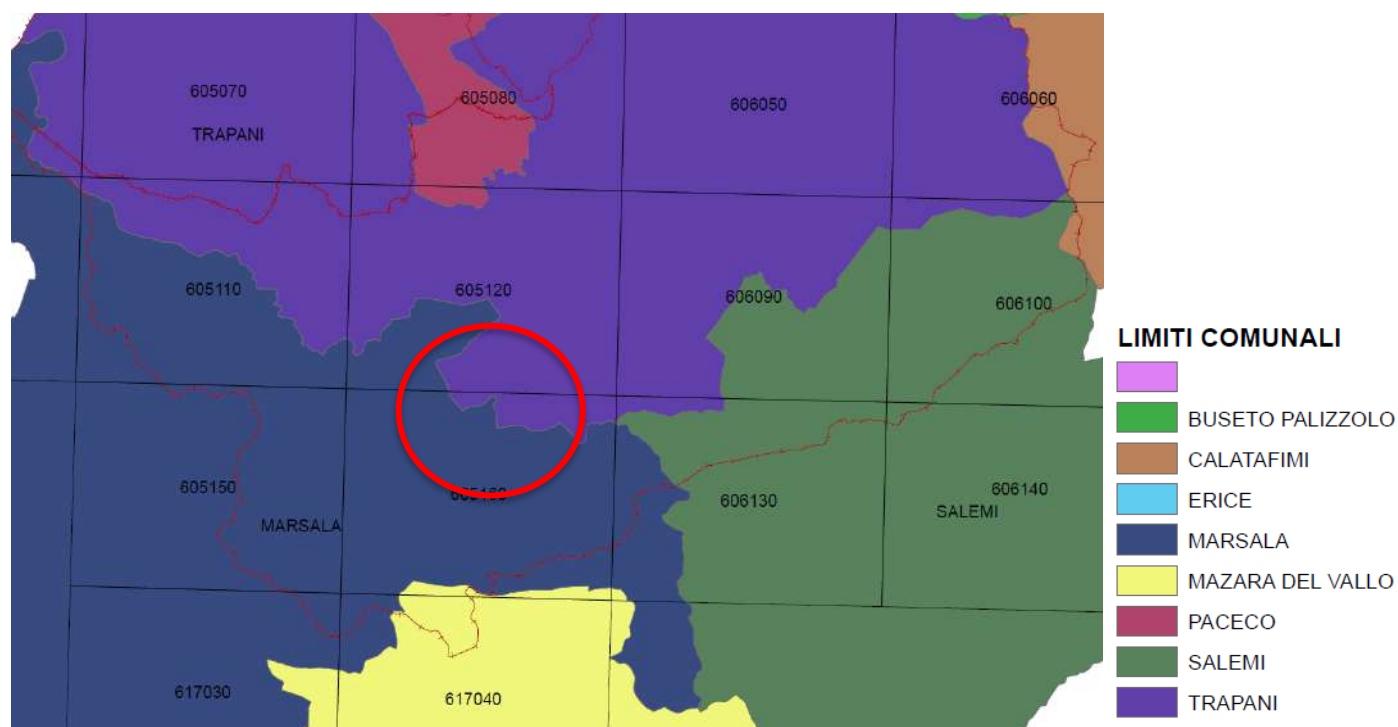 605070
605080
606050
606060
TRAPANI
605110
605120
606090
606100
605150
605160
606130
606140
MARSALA
SALEMI
617030
617040
LIMITI COMUNALI
BUSETO PALIZZOLO
CALATAFIMI
ERICE
MARSALA
MAZARA DEL VALLO
PACECO
SALEMI
TRAPANI